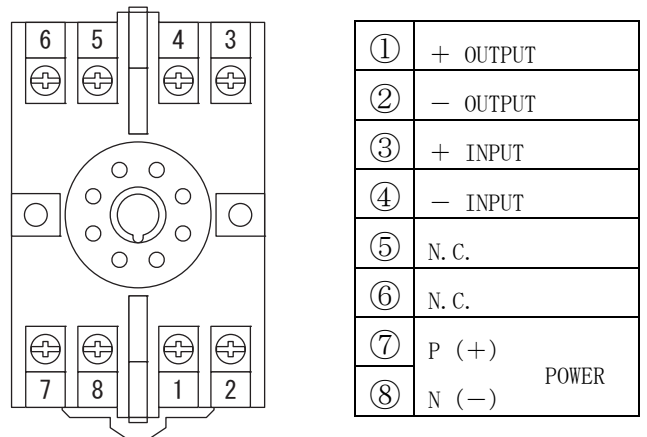 6 5 4 3
7 8 1 2
① + OUTPUT
② − OUTPUT
③ + INPUT
④ − INPUT
⑤ N.C.
⑥ N.C.
⑦ P (+)
POWER
⑧ N (−)